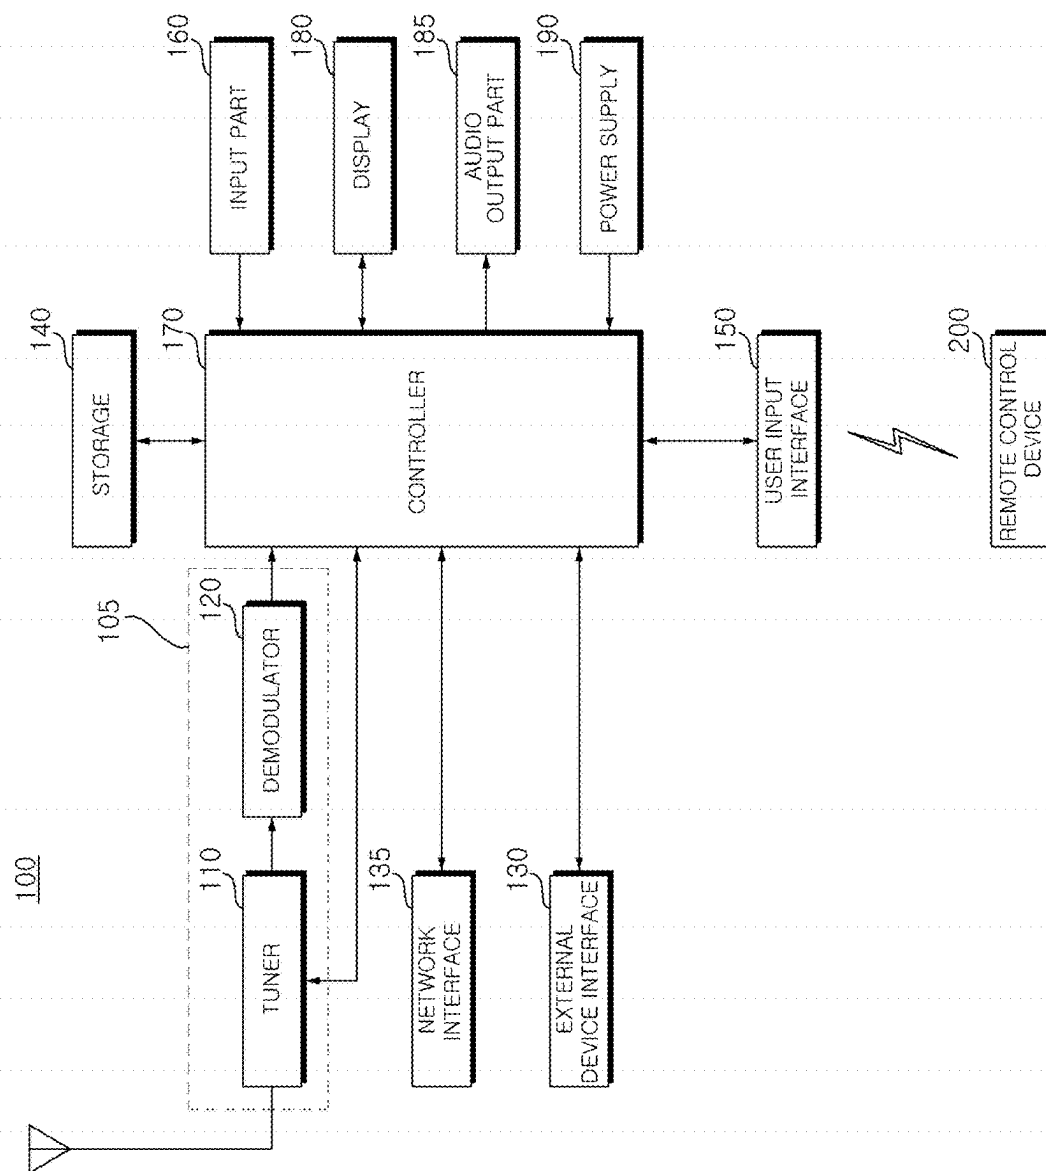 100
105
110
TUNER
120
DEMODULATOR
135
NETWORK
INTERFACE
130
EXTERNAL
DEVICE INTERFACE
140
STORAGE
170
CONTROLLER
150
USER INPUT
INTERFACE
200
REMOTE CONTROL
DEVICE
160
INPUT PART
180
DISPLAY
185
AUDIO
OUTPUT PART
190
POWER SUPPLY